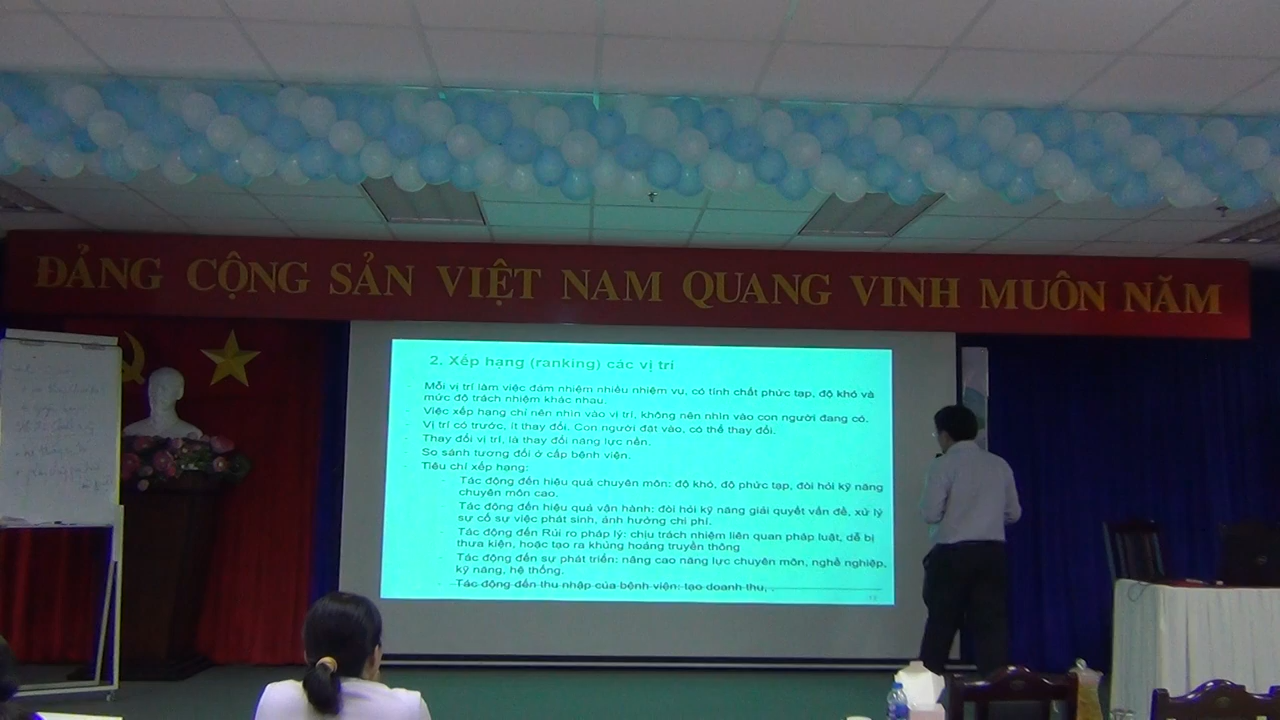 ĐẢNG CỘNG SẢN VIỆT NAM QUANG VINH MUÔN NĂM
2. Xếp hạng (ranking) các vị trí
Mỗi vị trí làm việc đảm nhiệm nhiều nhiệm vụ, có tính chất phức tạp, độ khó và
mức độ trách nhiệm khác nhau.
Việc xếp hạng chỉ nên nhìn vào vị trí, không nên nhìn vào con người đang có.
Vị trí có trước, ít thay đổi. Con người đặt vào, có thể thay đổi.
Thay đổi vị trí, là thay đổi năng lực nền.
So sánh tương đối ở cấp bệnh viện.
Tiêu chí xếp hạng:
Tác động đến hiệu quả chuyên môn: độ khó, độ phức tạp, đòi hỏi kỹ năng
chuyên môn cao.
Tác động đến hiệu quả vận hành: đòi hỏi kỹ năng giải quyết vấn đề, xử lý
sự cố sự việc phát sinh, ảnh hưởng chi phí.
Tác động đến Rủi ro pháp lý: chịu trách nhiệm liên quan pháp luật, dễ bị
thưa kiện, hoặc tạo ra khủng hoảng truyền thông
Tác động đến sự phát triển: nâng cao năng lực chuyên môn, nghề nghiệp,
kỹ năng, hệ thống.
Tác động đến thu nhập của bệnh viện: tạo doanh thu, .